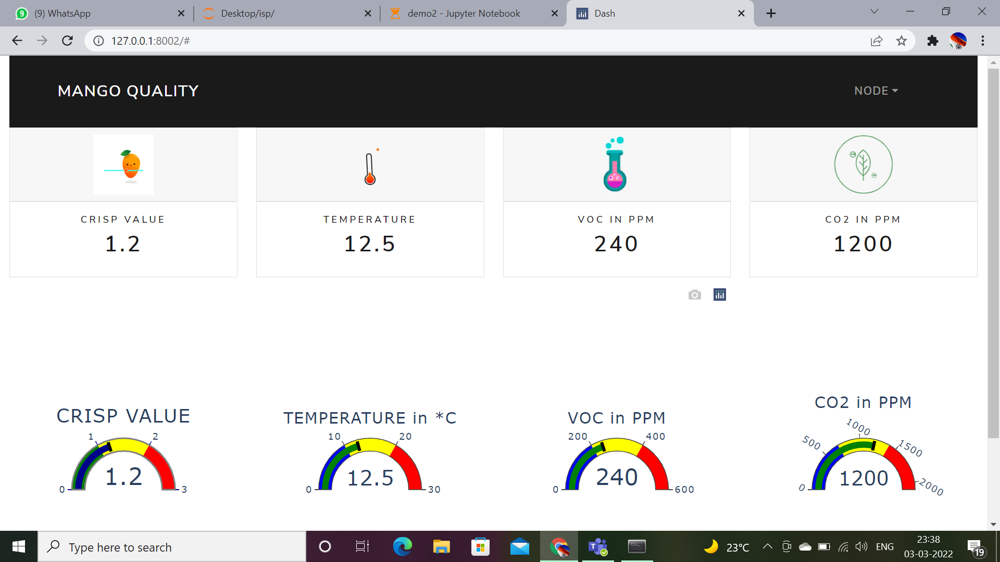 9 (9) WhatsApp
Desktop/isp/
demo2 - Jupyter Notebook
Dash
127.0.0.1:8002/#
MANGO QUALITY
NODE
CRISP VALUE
1.2
TEMPERATURE
12.5
VOC IN PPM
240
CO2 IN PPM
1200
CRISP VALUE
0 1 2 3
1.2
TEMPERATURE in *C
0 10 20 30
12.5
VOC in PPM
0 200 400 600
240
CO2 in PPM
0 500 1000 1500 2000
1200
Type here to search
23°C
ENG
23:38
03-03-2022
19